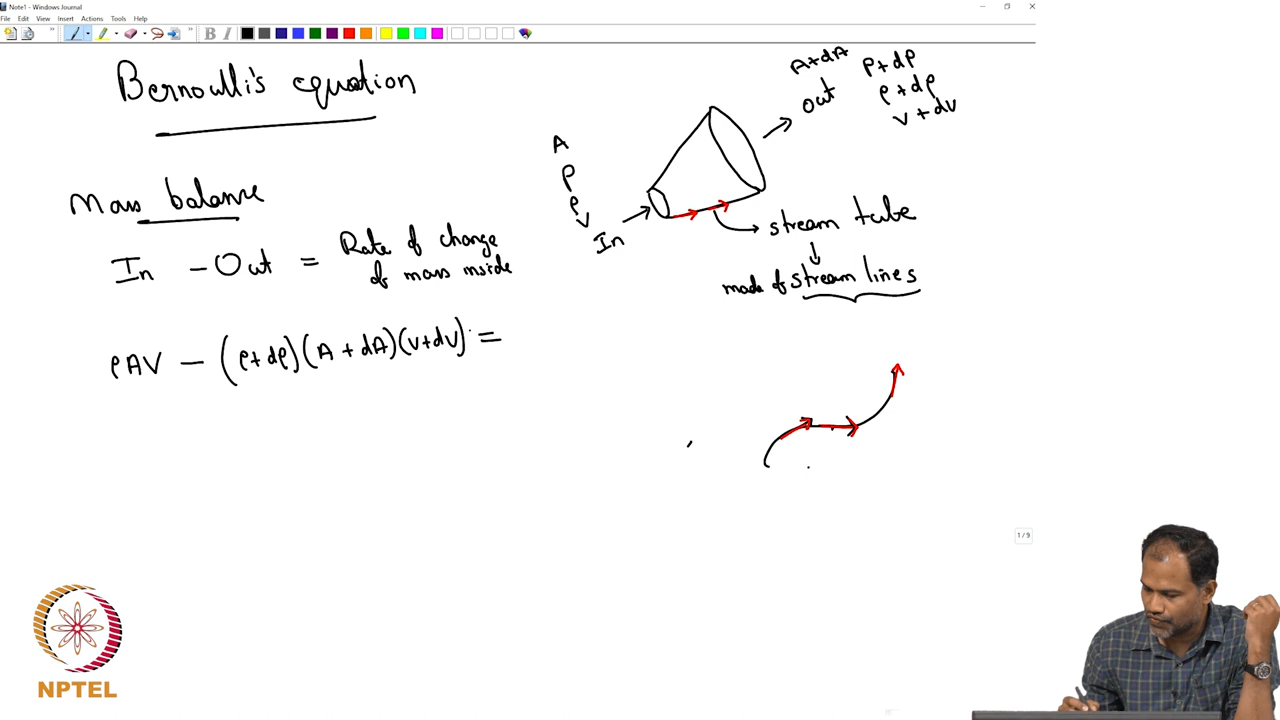 Note1 - Windows Journal
File Edit View Insert Actions Tools Help
B I
Bernoulli's equation
Mass balance
In - Out = Rate of change of mass inside
ρAV - (ρ+dρ)(A+dA)(V+dV) =
A
P
ρ
V
In
A+dA
Out
P+dP
ρ+dρ
V+dV
stream tube
made of stream lines
1 / 9
NPTEL